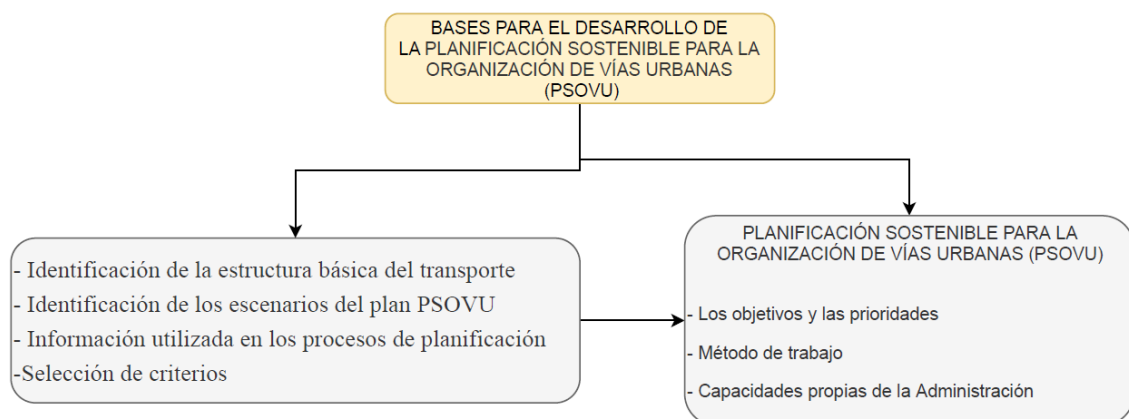 BASES PARA EL DESARROLLO DE
LA PLANIFICACIÓN SOSTENIBLE PARA LA
ORGANIZACIÓN DE VÍAS URBANAS
(PSOVU)
- Identificación de la estructura básica del transporte
- Identificación de los escenarios del plan PSOVU
- Información utilizada en los procesos de planificación
-Selección de criterios
PLANIFICACIÓN SOSTENIBLE PARA LA
ORGANIZACIÓN DE VÍAS URBANAS (PSOVU)
- Los objetivos y las prioridades
- Método de trabajo
- Capacidades propias de la Administración